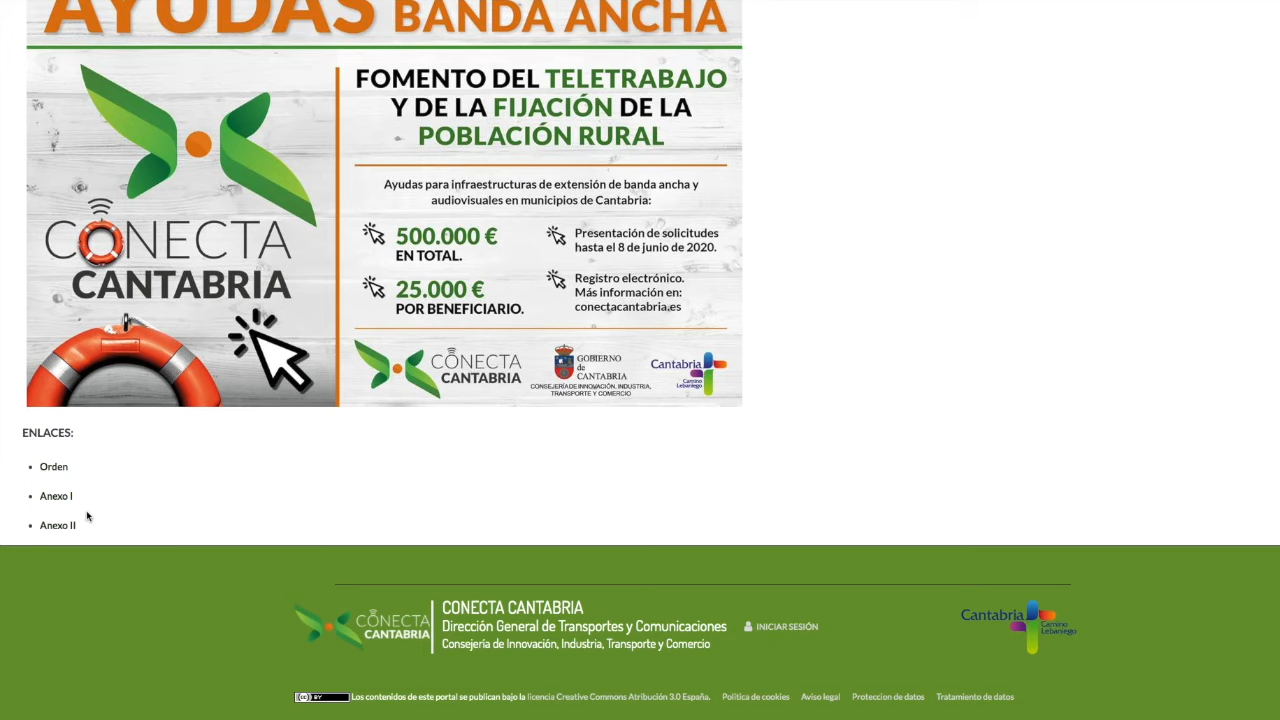 AYUDAS BANDA ANCHA
FOMENTO DEL TELETRABAJO
Y DE LA FIJACIÓN DE LA
POBLACIÓN RURAL
Ayudas para infraestructuras de extensión de banda ancha y
audiovisuales en municipios de Cantabria:
500.000 €
EN TOTAL.
Presentación de solicitudes
hasta el 8 de junio de 2020.
25.000 €
POR BENEFICIARIO.
Registro electrónico.
Más información en:
conectacantabria.es
CONECTA
CANTABRIA
CONECTA
CANTABRIA
GOBIERNO
de
CANTABRIA
CONSEJERÍA DE INNOVACIÓN, INDUSTRIA,
TRANSPORTE Y COMERCIO
Cantabria
Camino
Lebaniego
ENLACES:
Orden
Anexo I
Anexo II
CONECTA
CANTABRIA
CONECTA CANTABRIA
Dirección General de Transportes y Comunicaciones
Consejería de Innovación, Industria, Transporte y Comercio
INICIAR SESIÓN
Cantabria
Camino
Lebaniego
(cc) BY Los contenidos de este portal se publican bajo la licencia Creative Commons Atribución 3.0 España. Política de cookies Aviso legal Proteccion de datos Tratamiento de datos